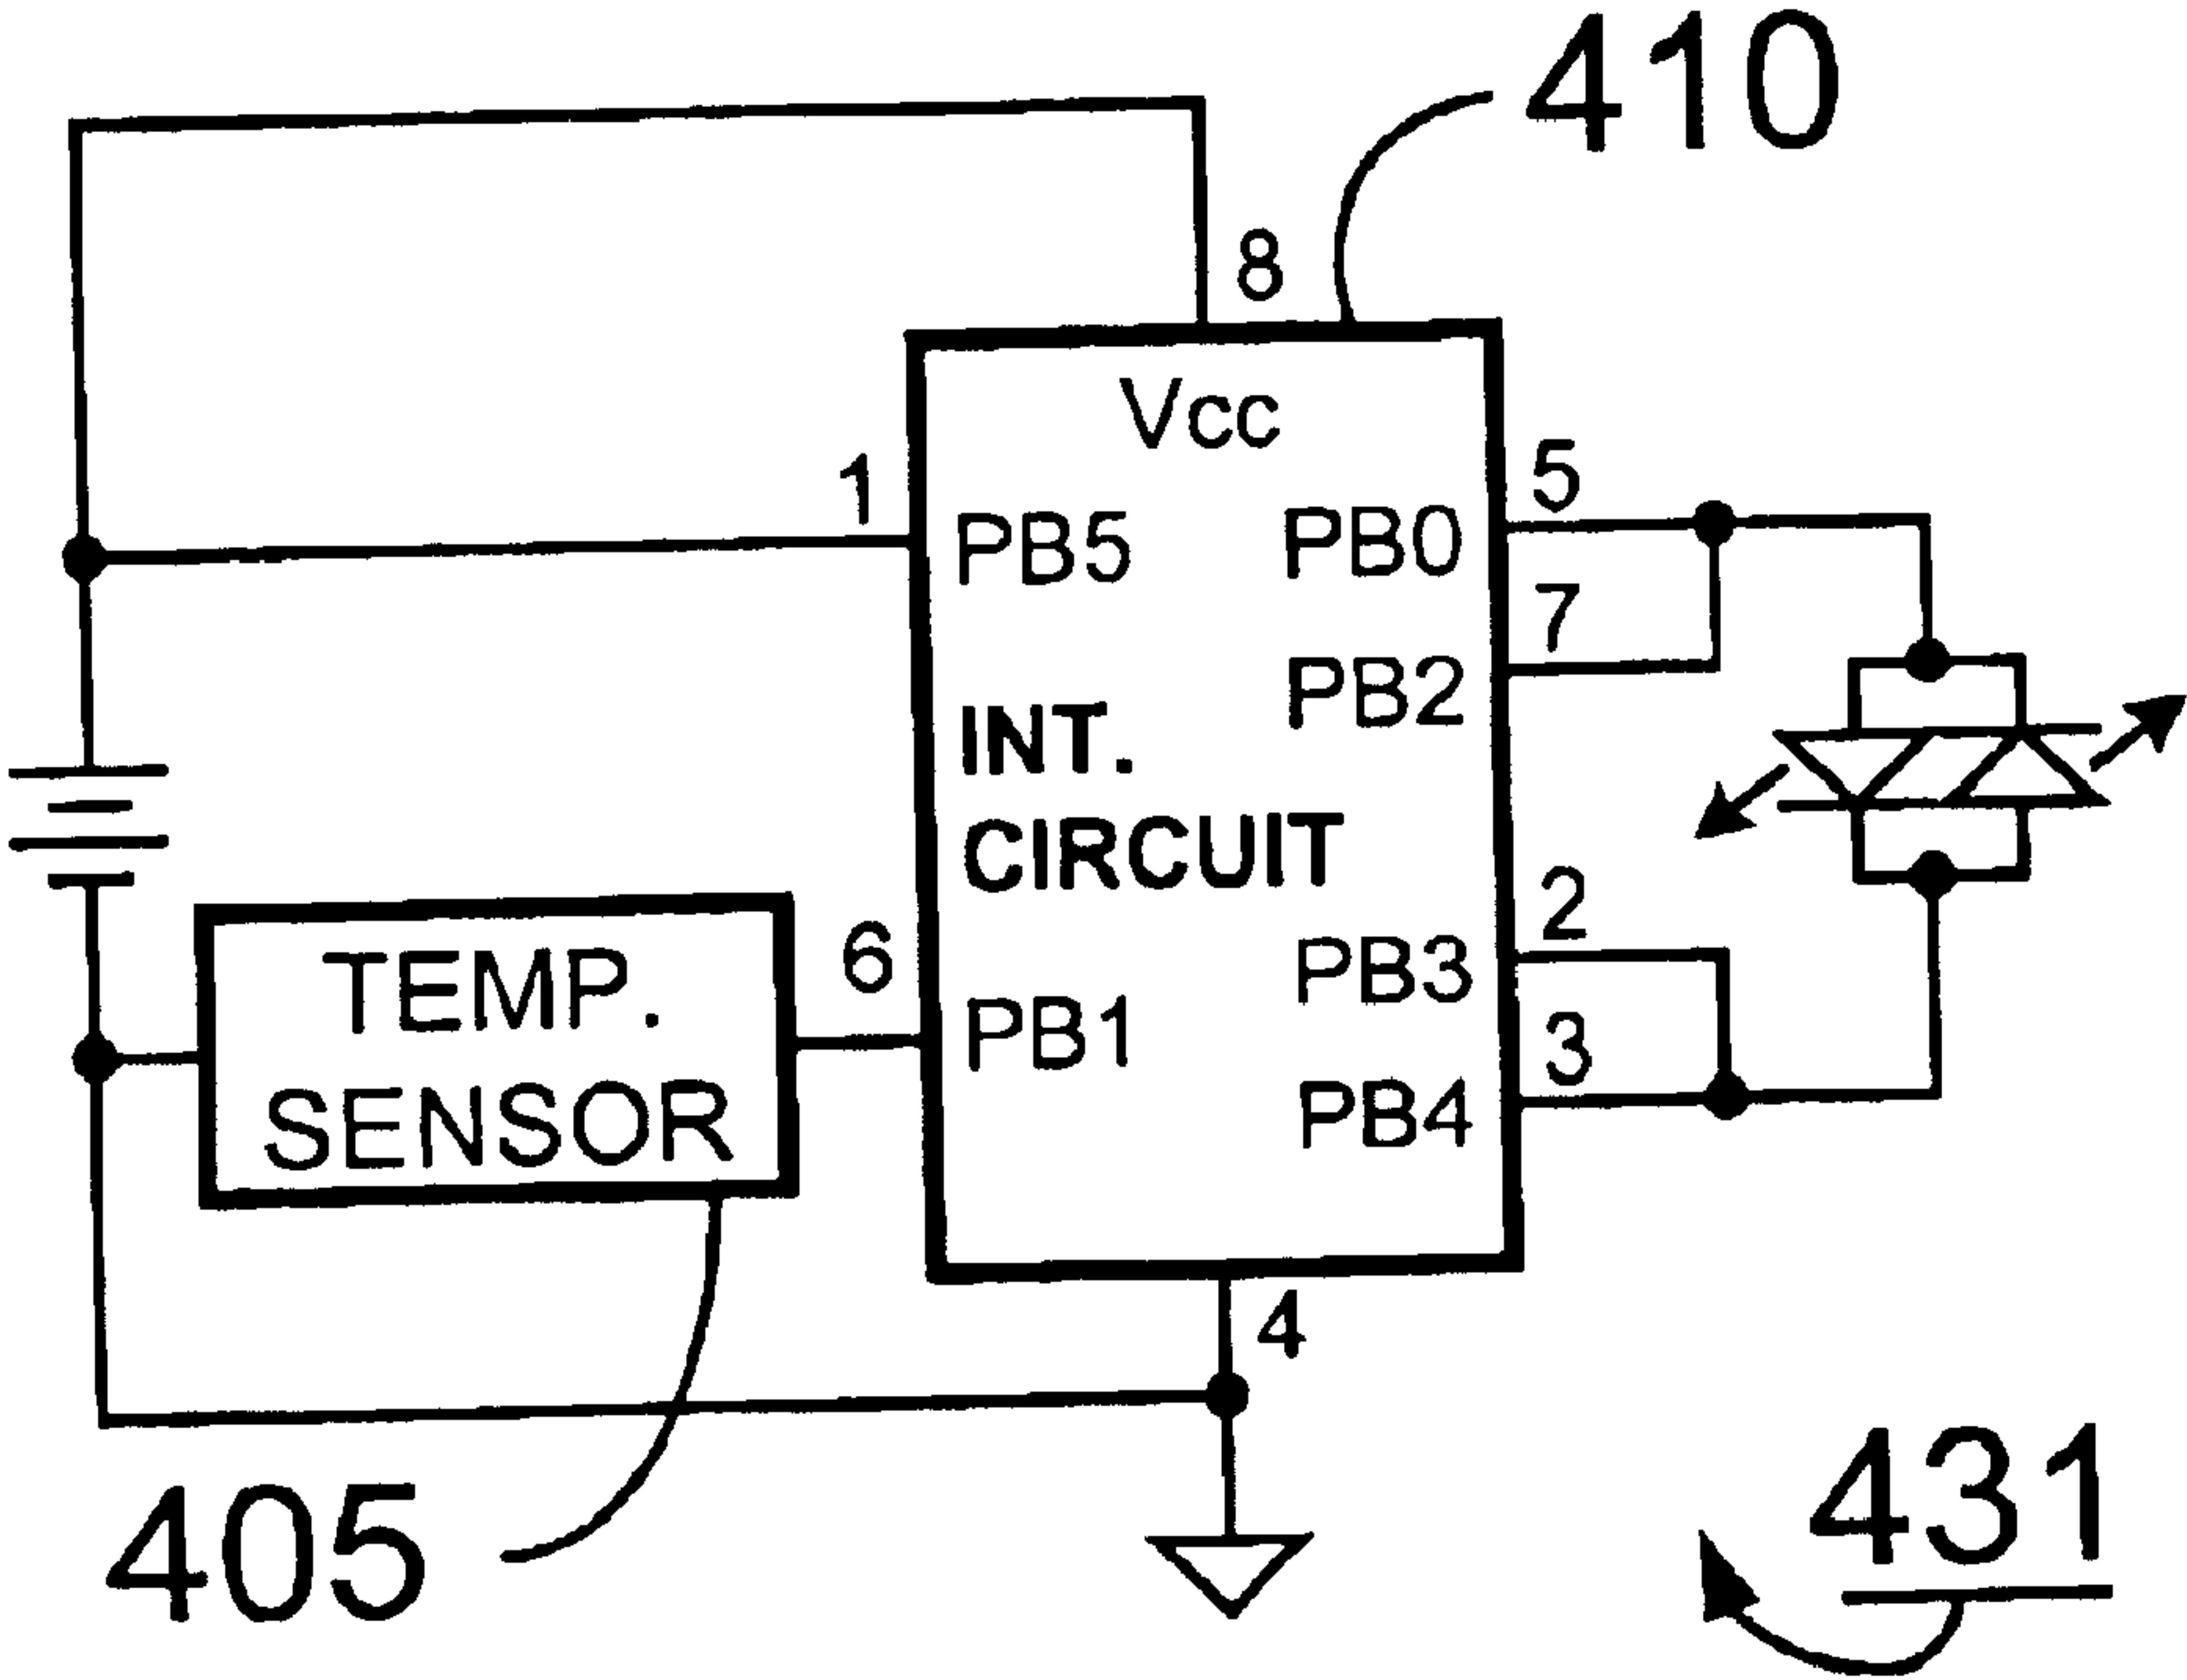 410
8
Vcc
1
5
PB5
PB0
7
PB2
INT.
CIRCUIT
2
TEMP.
SENSOR
6
PB3
PB1
3
PB4
4
405
431